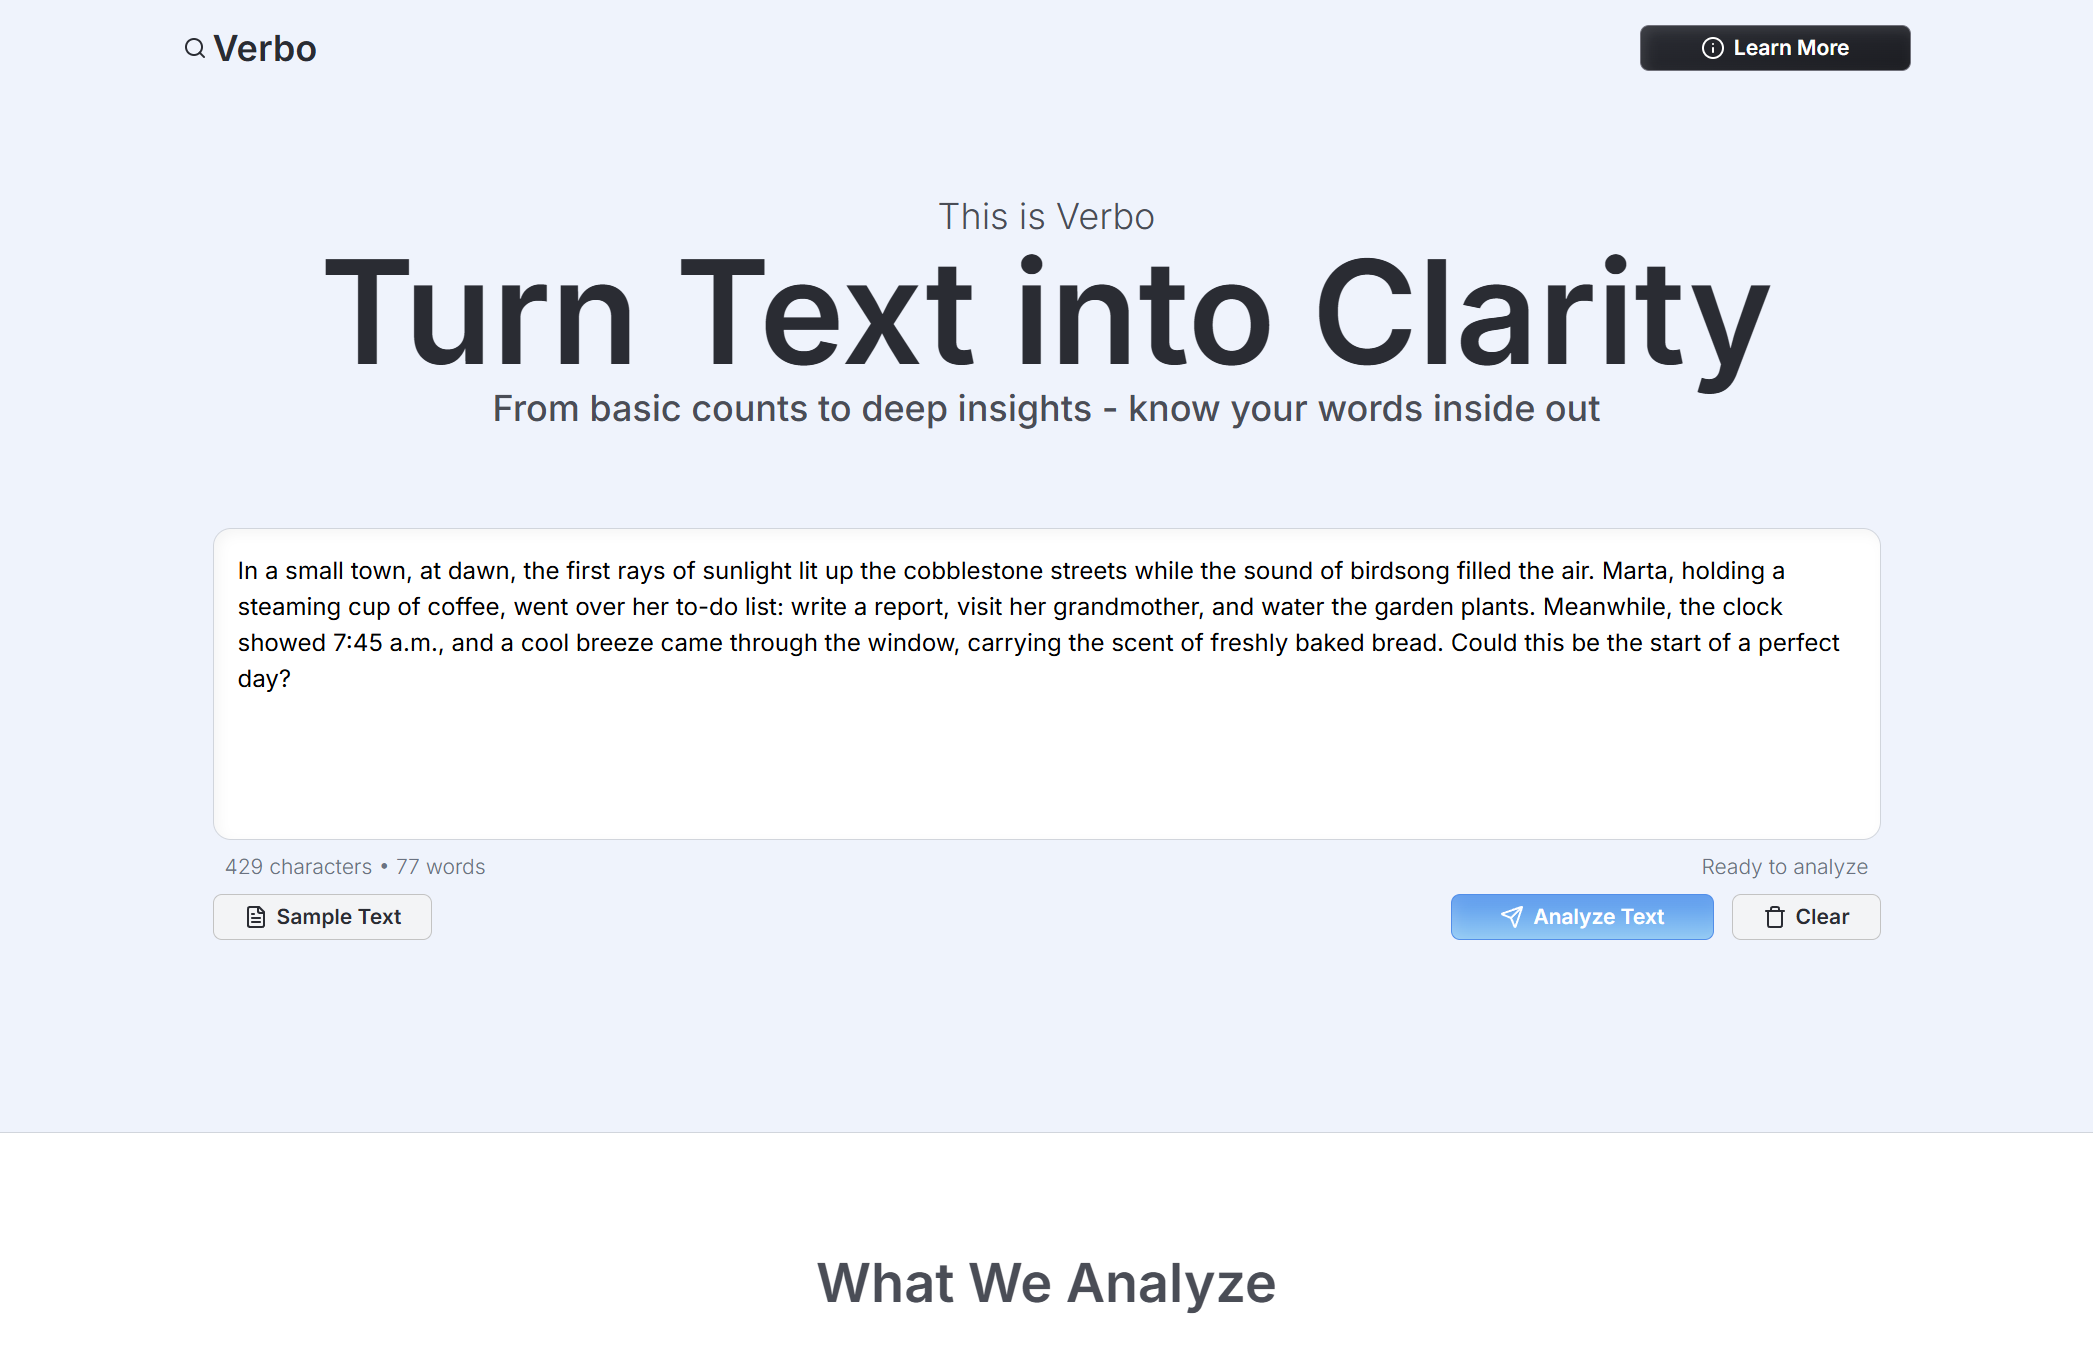 Verbo
Learn More
This is Verbo
Turn Text into Clarity
From basic counts to deep insights - know your words inside out
In a small town, at dawn, the first rays of sunlight lit up the cobblestone streets while the sound of birdsong filled the air. Marta, holding a
steaming cup of coffee, went over her to-do list: write a report, visit her grandmother, and water the garden plants. Meanwhile, the clock
showed 7:45 a.m., and a cool breeze came through the window, carrying the scent of freshly baked bread. Could this be the start of a perfect
day?
429 characters • 77 words
Ready to analyze
Sample Text
Analyze Text
Clear
What We Analyze